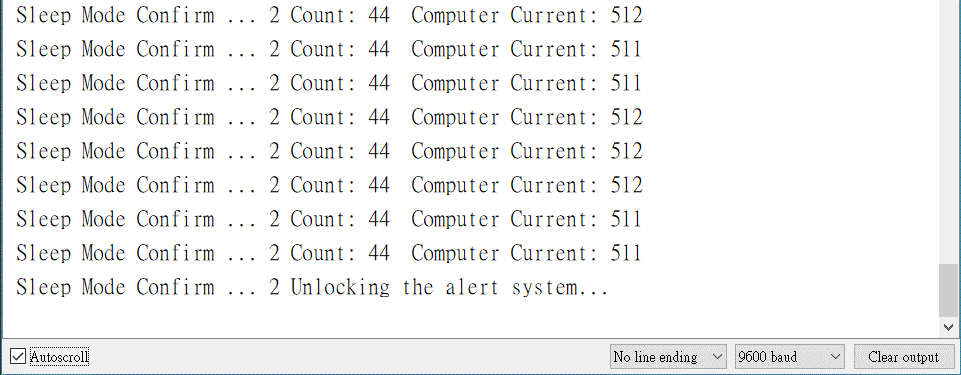 Sleep Mode Confirm ... 2 Count: 44  Computer Current: 512
Sleep Mode Confirm ... 2 Count: 44  Computer Current: 511
Sleep Mode Confirm ... 2 Count: 44  Computer Current: 511
Sleep Mode Confirm ... 2 Count: 44  Computer Current: 512
Sleep Mode Confirm ... 2 Count: 44  Computer Current: 512
Sleep Mode Confirm ... 2 Count: 44  Computer Current: 512
Sleep Mode Confirm ... 2 Count: 44  Computer Current: 511
Sleep Mode Confirm ... 2 Count: 44  Computer Current: 511
Sleep Mode Confirm ... 2 Unlocking the alert system...
Autoscroll No line ending 9600 baud Clear output